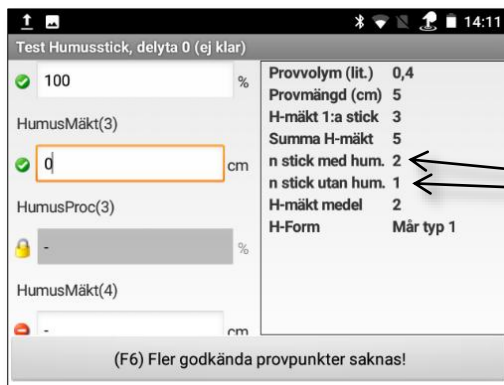 14:11
Test Humusstick, delyta 0 (ej klar)
100 %
HumusMäkt(3)
0 cm
HumusProc(3)
- %
HumusMäkt(4)
- cm
Provvolym (lit.) 0,4
Provmängd (cm) 5
H-mäkt 1:a stick 3
Summa H-mäkt 5
n stick med hum. 2
n stick utan hum. 1
H-mäkt medel 2
H-Form Mår typ 1
(F6) Fler godkända provpunkter saknas!